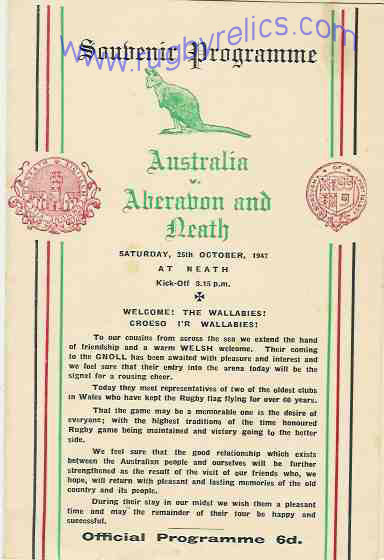 www.rugbyrelics.com
Souvenir Programme
Australia
v.
Aberavon and
Neath
SATURDAY, 25th OCTOBER, 1947
AT NEATH
Kick-Off 3.15 p.m.
WELCOME! THE WALLABIES!
CROESO I'R WALLABIES!
To our cousins from across the sea we extend the hand
of friendship and a warm WELSH welcome. Their coming
to the GNOLL has been awaited with pleasure and interest and
we feel sure that their entry into the arena today will be the
signal for a rousing cheer.
Today they meet representatives of two of the oldest clubs
in Wales who have kept the Rugby flag flying for over 60 years.
That the game may be a memorable one is the desire of
everyone; with the highest traditions of the time honoured
Rugby game being maintained and victory going to the better
side.
We feel sure that the good relationship which exists
between the Australian people and ourselves will be further
strengthened as the result of the visit of our friends who, we
hope, will return with pleasant and lasting memories of the old
country and its people.
During their stay in our midst we wish them a pleasant
time and may the remainder of their tour be happy and
successful.
Official Programme 6d.